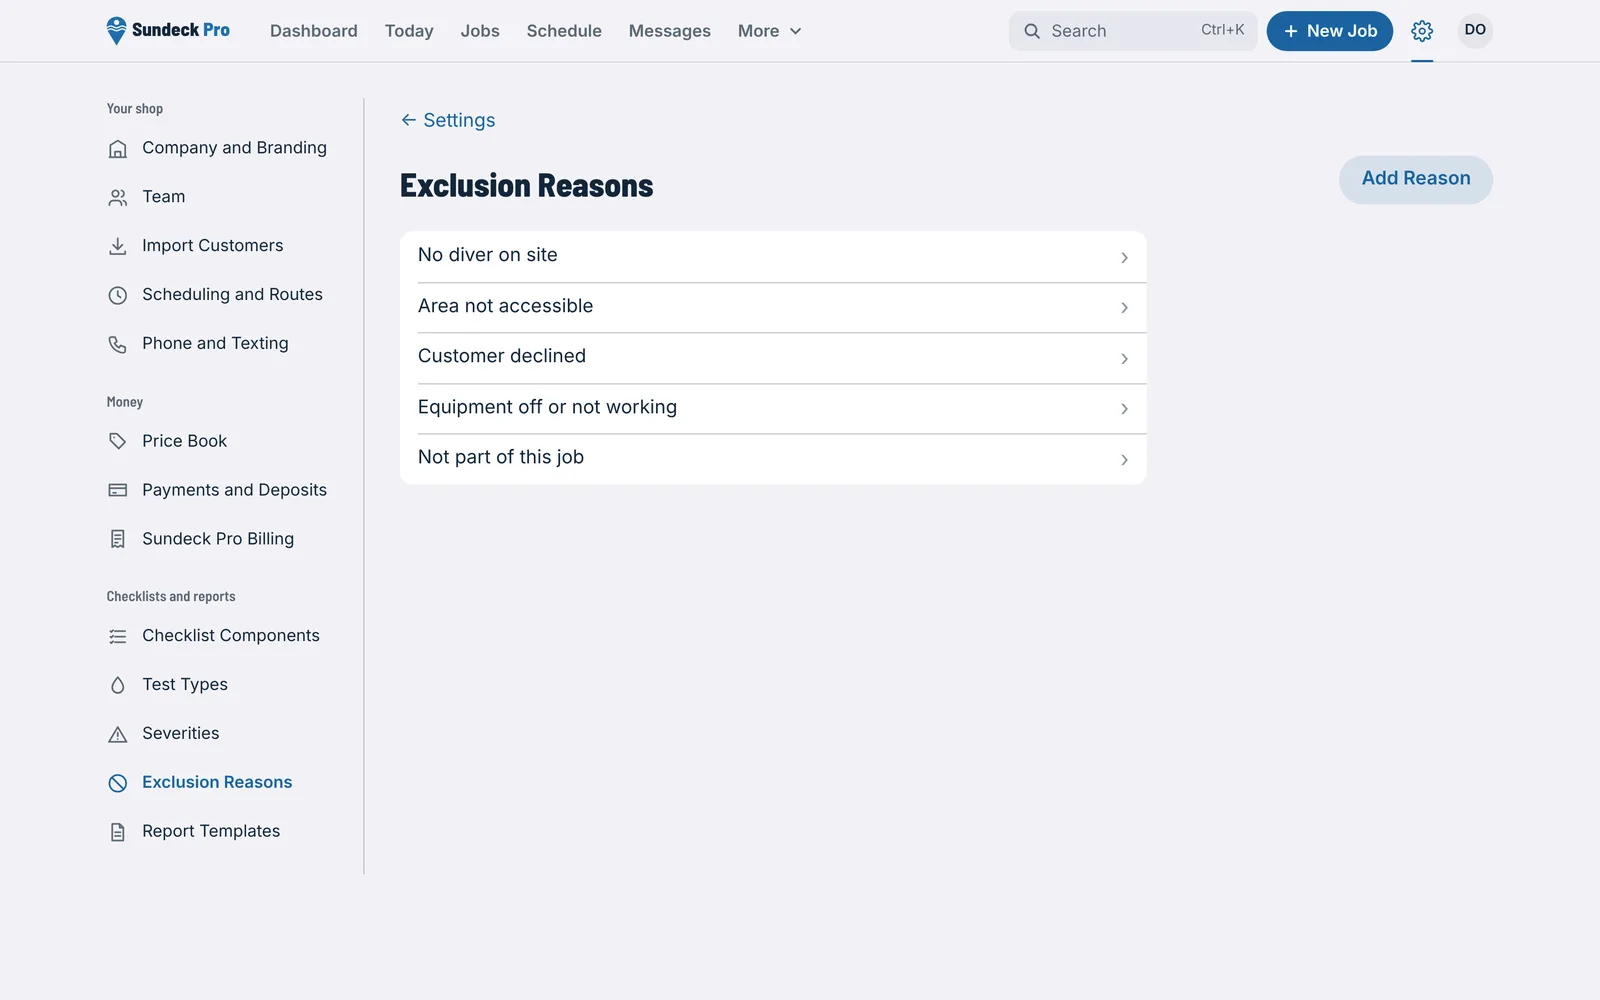 Sundeck Pro
Dashboard
Today
Jobs
Schedule
Messages
More
Search
Ctrl+K
+ New Job
DO
Your shop
Company and Branding
Team
Import Customers
Scheduling and Routes
Phone and Texting
Money
Price Book
Payments and Deposits
Sundeck Pro Billing
Checklists and reports
Checklist Components
Test Types
Severities
Exclusion Reasons
Report Templates
← Settings
Exclusion Reasons
Add Reason
No diver on site
Area not accessible
Customer declined
Equipment off or not working
Not part of this job